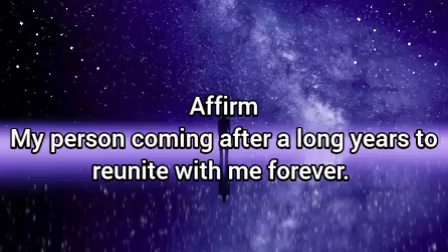 Affirm
My person coming after a long years to
reunite with me forever.